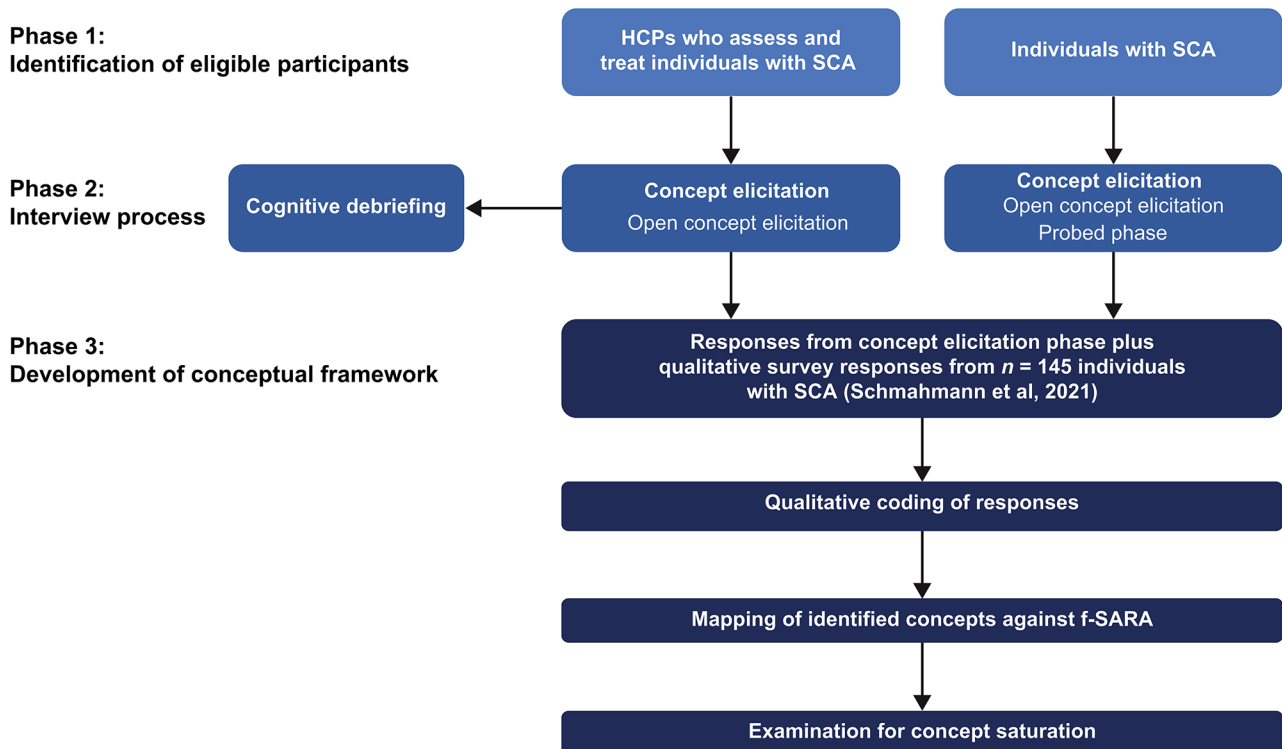 Phase 1:
Identification of eligible participants
HCPs who assess and
treat individuals with SCA
Individuals with SCA
Phase 2:
Interview process
Cognitive debriefing
Concept elicitation
Open concept elicitation
Concept elicitation
Open concept elicitation
Probed phase
Phase 3:
Development of conceptual framework
Responses from concept elicitation phase plus
qualitative survey responses from n = 145 individuals
with SCA (Schmahmann et al, 2021)
Qualitative coding of responses
Mapping of identified concepts against f-SARA
Examination for concept saturation